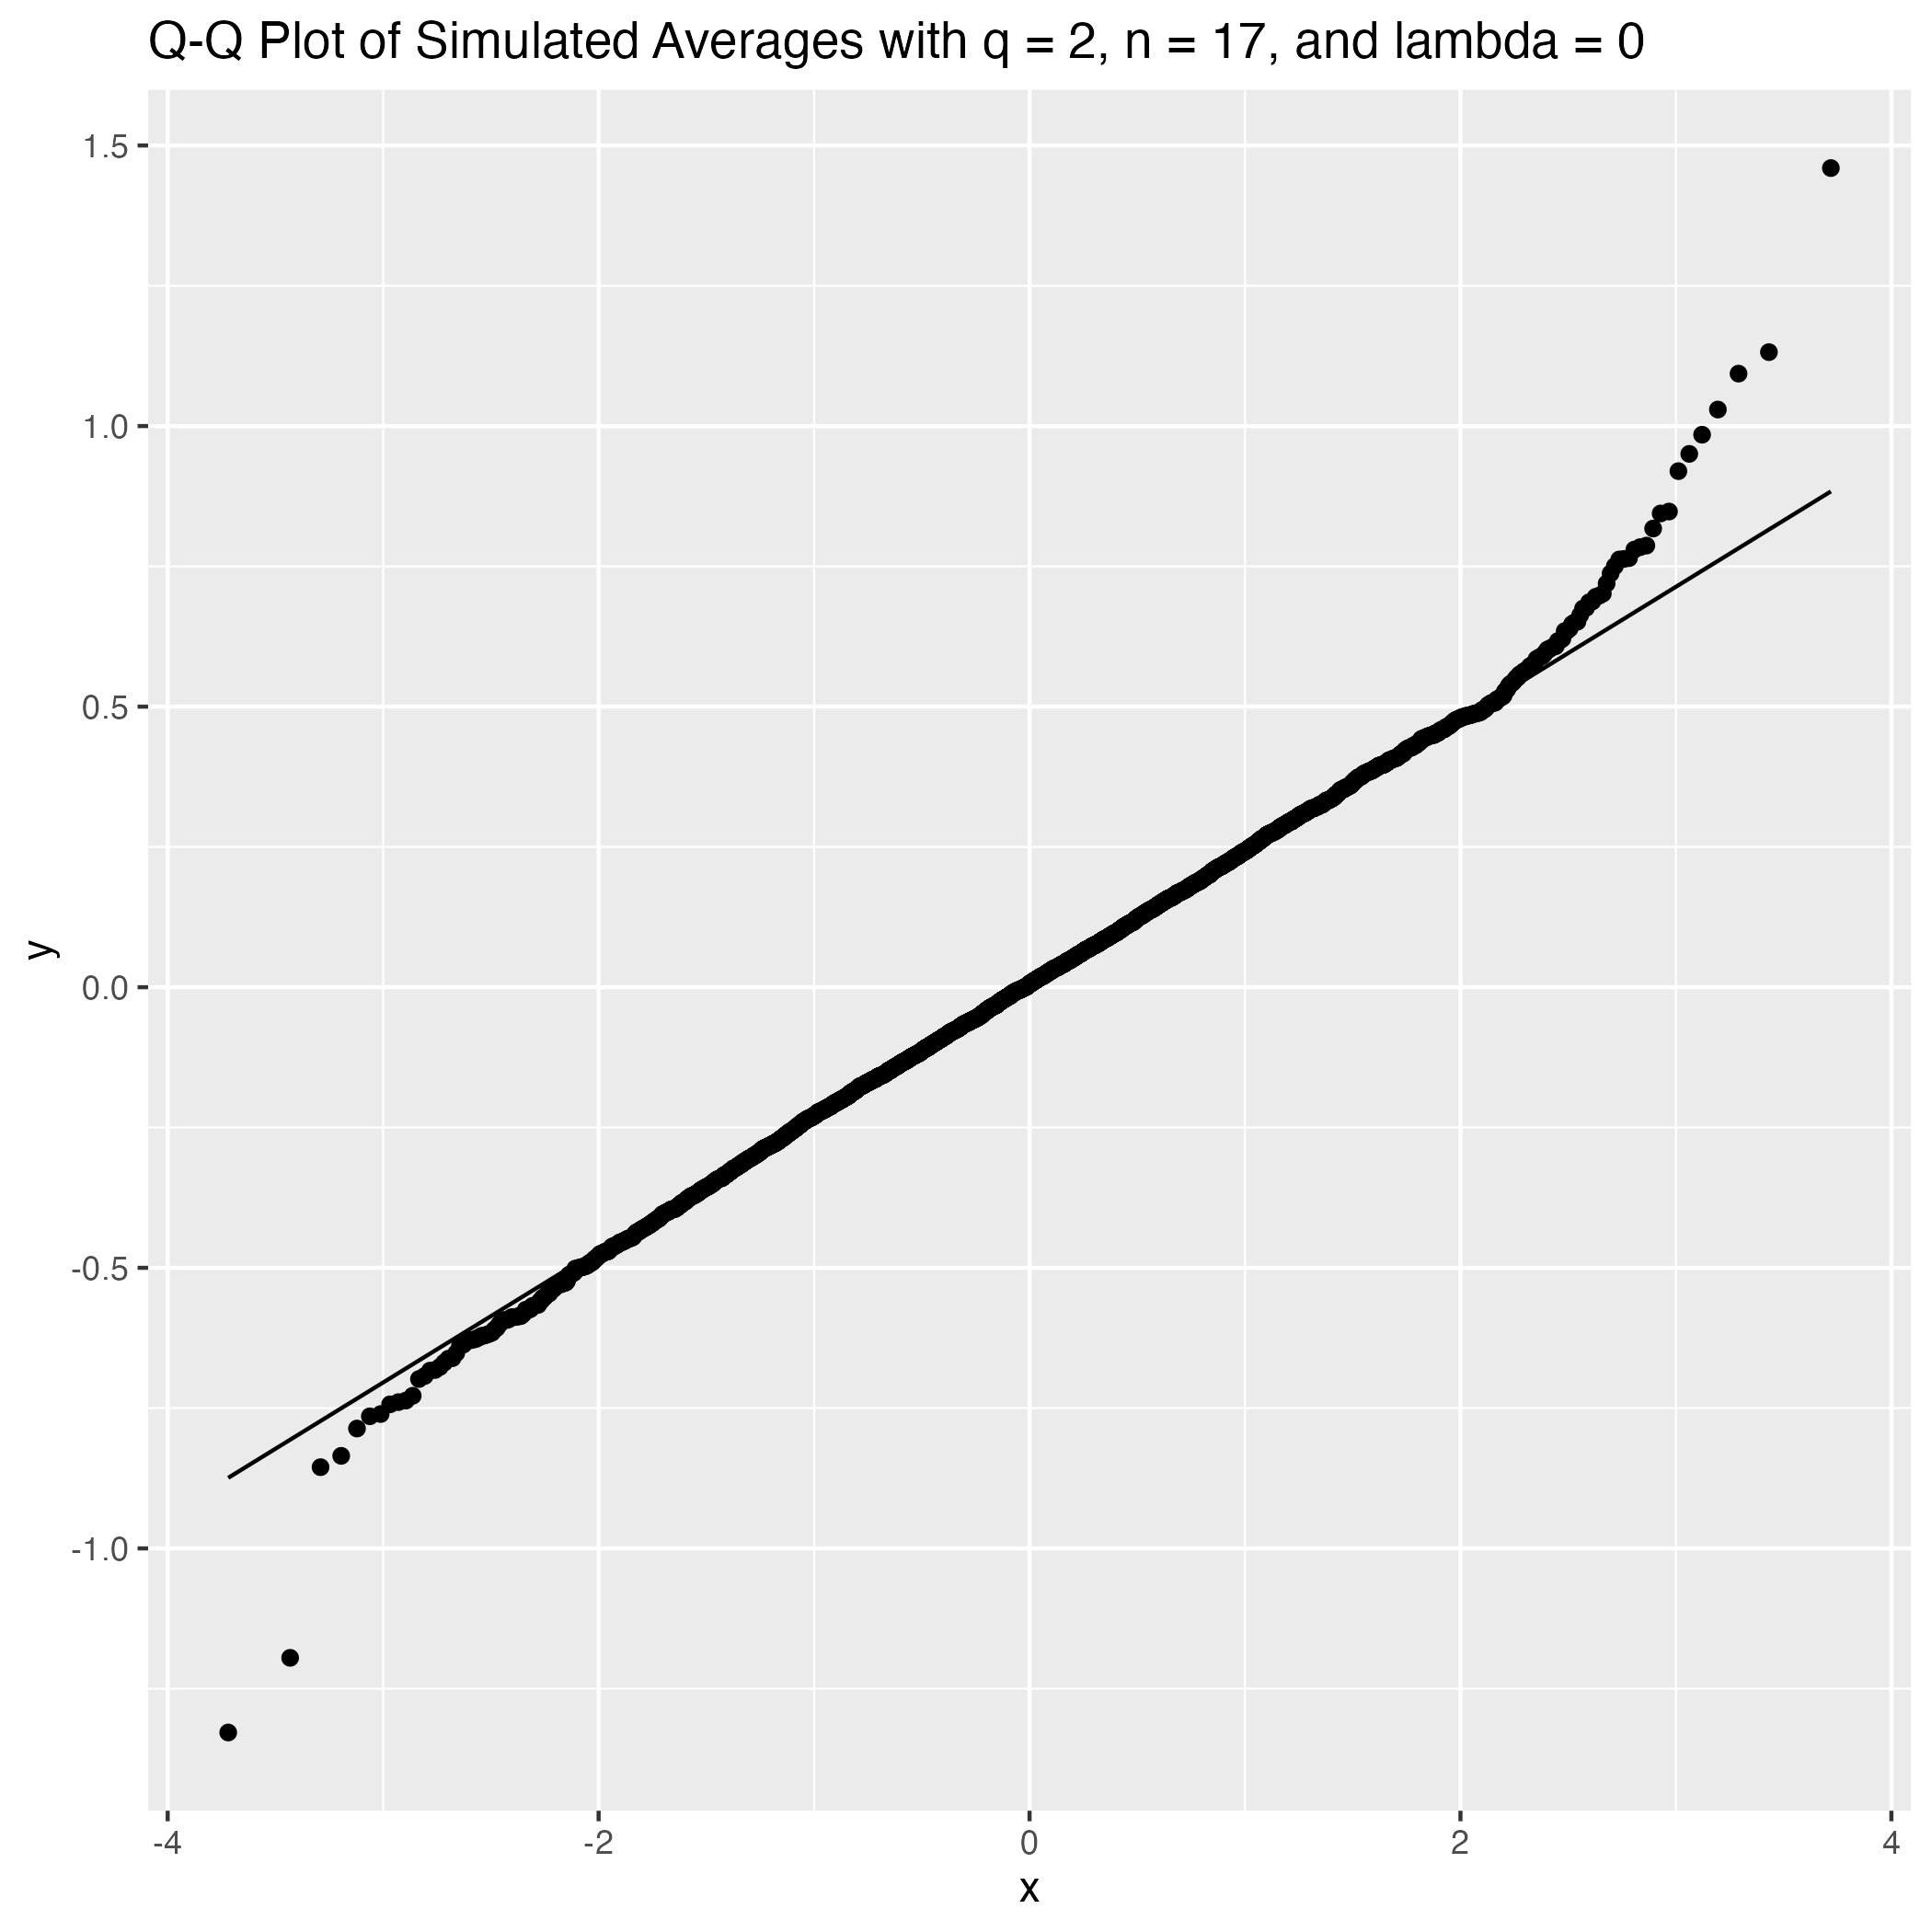 Q-Q Plot of Simulated Averages with q = 2, n = 17, and lambda = 0
1.5
1.0
0.5
0.0
-0.5
-1.0
y
-4 -2 0 2 4
x